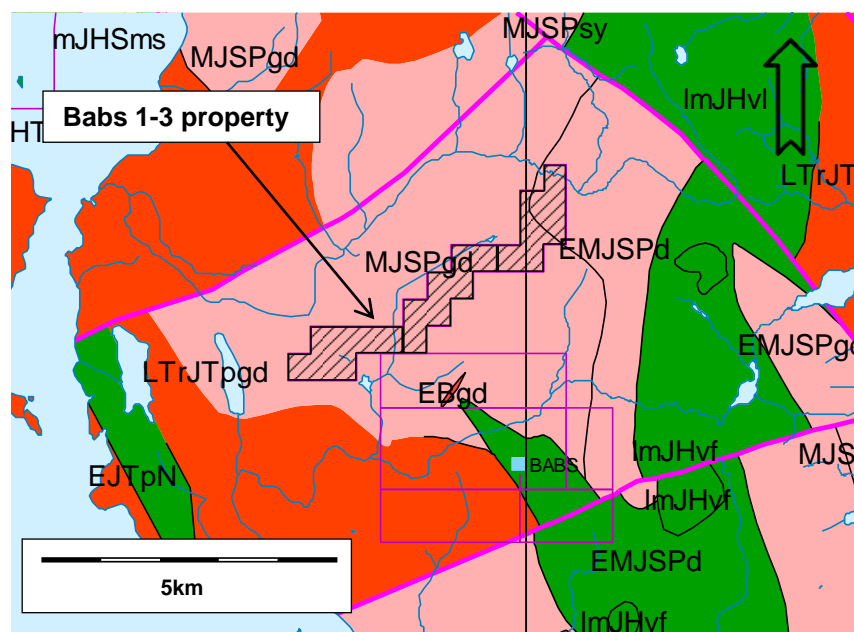 mJHSms
MJSPgd
MJSPsy
lmJHvl
Babs 1-3 property
HT
LTrJT
MJSPgd
EMJSPd
EMJSPgd
LTrJTpgd
EBgd
lmJHvf
MJS
EJTpN
BABS
lmJHvf
EMJSPd
5km
lmJHvf